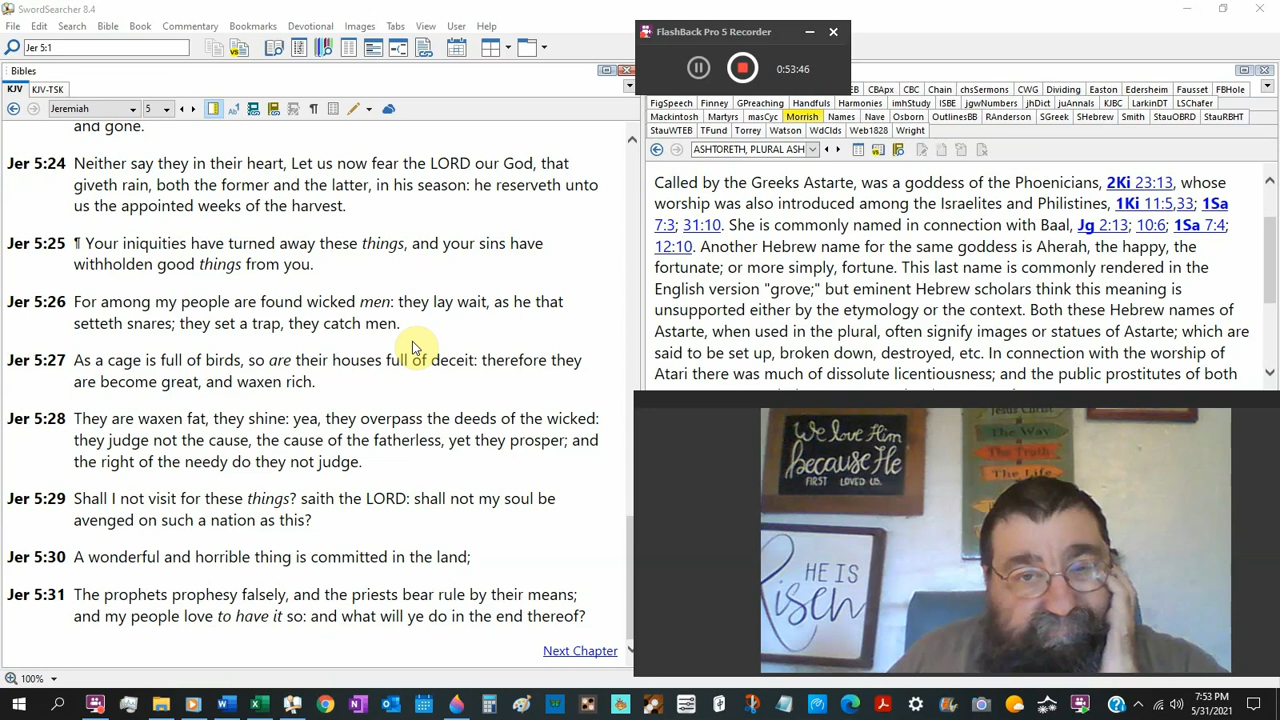 SwordSearcher 8.4
File Edit Search Bible Book Commentary Bookmarks Devotional Images Tabs View User Help
Jer 5:1
Bibles
KJV KJV-TSK
Jeremiah 5
and gone.
Jer 5:24 Neither say they in their heart, Let us now fear the LORD our God, that
giveth rain, both the former and the latter, in his season: he reserveth unto
us the appointed weeks of the harvest.
Jer 5:25 ¶ Your iniquities have turned away these things, and your sins have
withholden good things from you.
Jer 5:26 For among my people are found wicked men: they lay wait, as he that
setteth snares; they set a trap, they catch men.
Jer 5:27 As a cage is full of birds, so are their houses full of deceit: therefore they
are become great, and waxen rich.
Jer 5:28 They are waxen fat, they shine: yea, they overpass the deeds of the wicked:
they judge not the cause, the cause of the fatherless, yet they prosper; and
the right of the needy do they not judge.
Jer 5:29 Shall I not visit for these things? saith the LORD: shall not my soul be
avenged on such a nation as this?
Jer 5:30 A wonderful and horrible thing is committed in the land;
Jer 5:31 The prophets prophesy falsely, and the priests bear rule by their means;
and my people love to have it so: and what will ye do in the end thereof?
Next Chapter
100%
FlashBack Pro 5 Recorder
0:53:46
EB CBApx CBC Chain chsSermons CWG Dividing Easton Edersheim Fausset FBHole
FigSpeech Finney GPreaching Handfuls Harmonies imhStudy ISBE jgwNumbers jhDict juAnnals KJBC LarkinDT LSChafer
Mackintosh Martyrs masCyc Morrish Names Nave Osborn OutlinesBB RAnderson SGreek SHebrew Smith StauOBRD StauRBHT
StauWTEB TFund Torrey Watson WdClds Web1828 Wright
ASHTORETH, PLURAL ASH
Called by the Greeks Astarte, was a goddess of the Phoenicians, 2Ki 23:13, whose
worship was also introduced among the Israelites and Philistines, 1Ki 11:5,33; 1Sa
7:3; 31:10. She is commonly named in connection with Baal, Jg 2:13; 10:6; 1Sa 7:4;
12:10. Another Hebrew name for the same goddess is Aherah, the happy, the
fortunate; or more simply, fortune. This last name is commonly rendered in the
English version "grove;" but eminent Hebrew scholars think this meaning is
unsupported either by the etymology or the context. Both these Hebrew names of
Astarte, when used in the plural, often signify images or statues of Astarte; which are
said to be set up, broken down, destroyed, etc. In connection with the worship of
Atari there was much of dissolute licentiousness; and the public prostitutes of both
We love Him
because He
FIRST LOVED US.
Jesus Christ
The Way
The Truth
The Life
HE IS
Risen
7:53 PM
5/31/2021